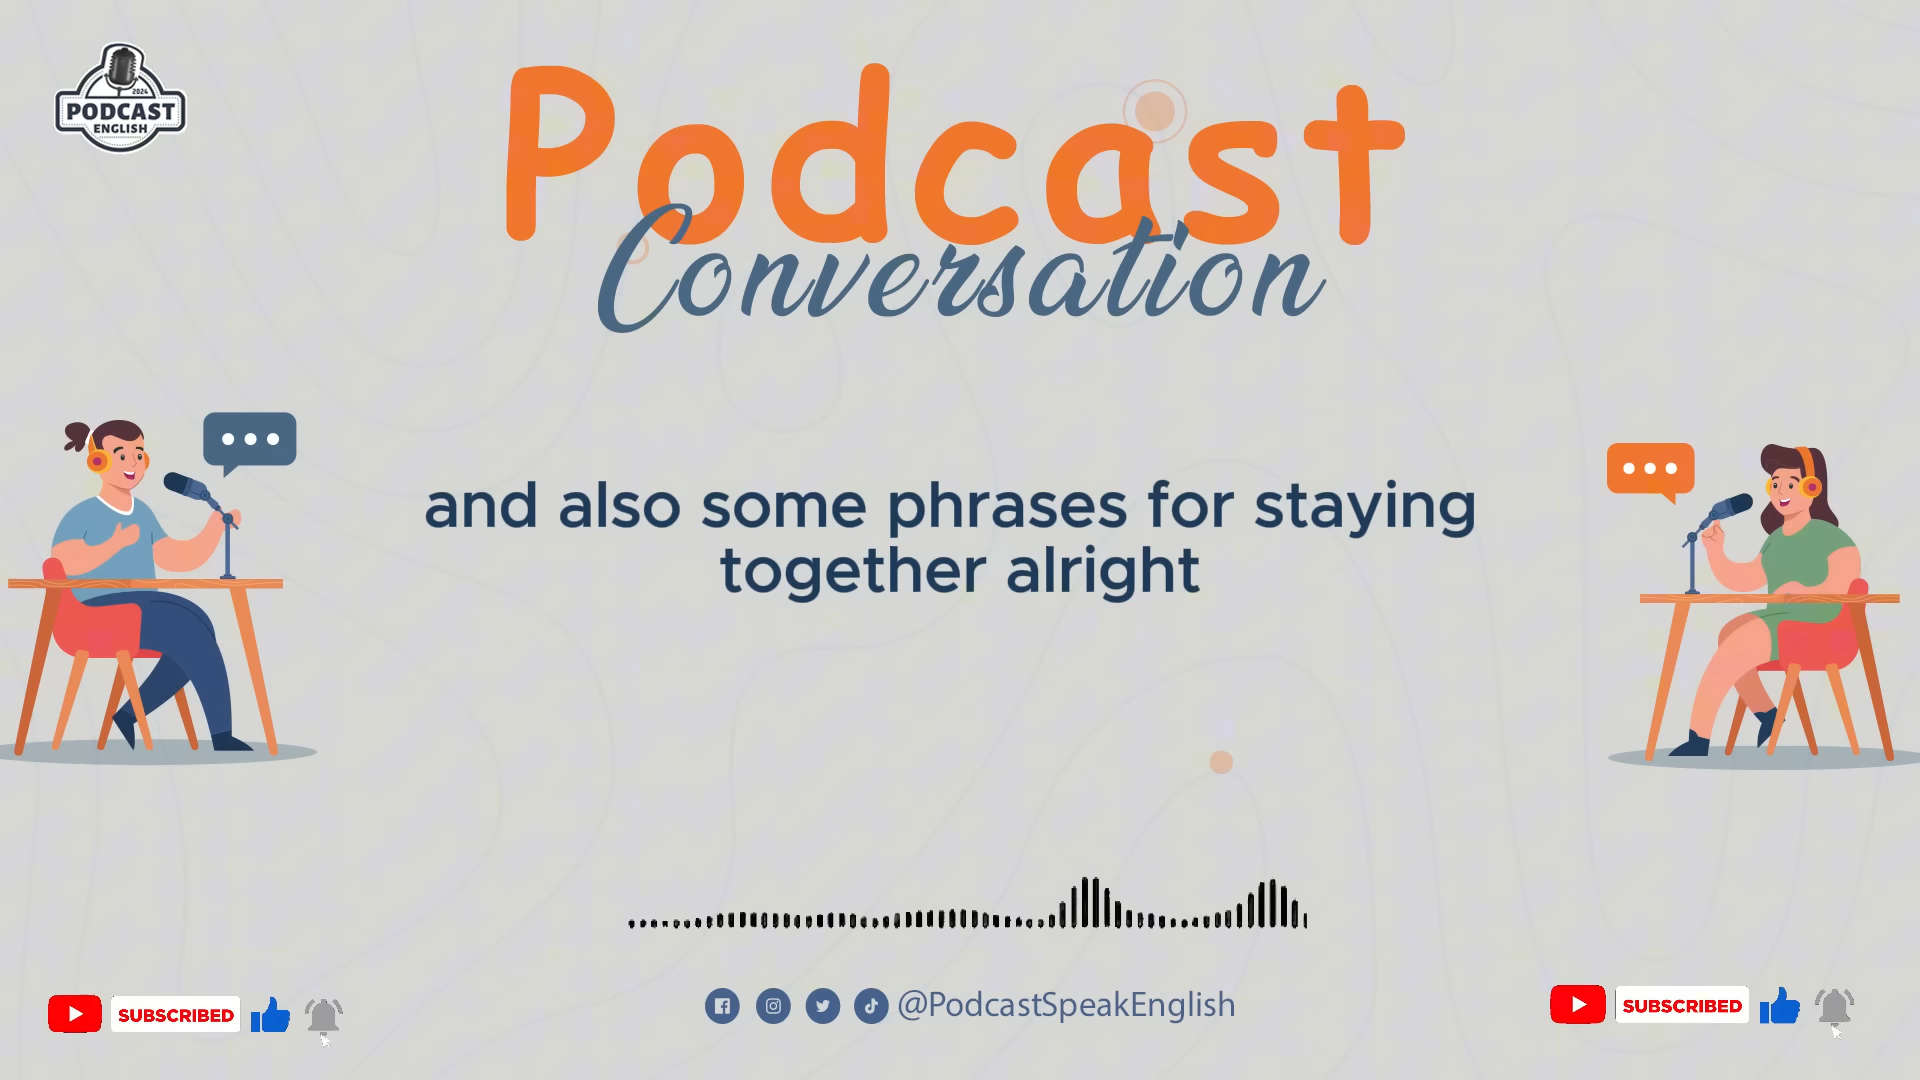 2024
PODCAST
ENGLISH
Podcast
Conversation
and also some phrases for staying
together alright
SUBSCRIBED
@PodcastSpeakEnglish
SUBSCRIBED